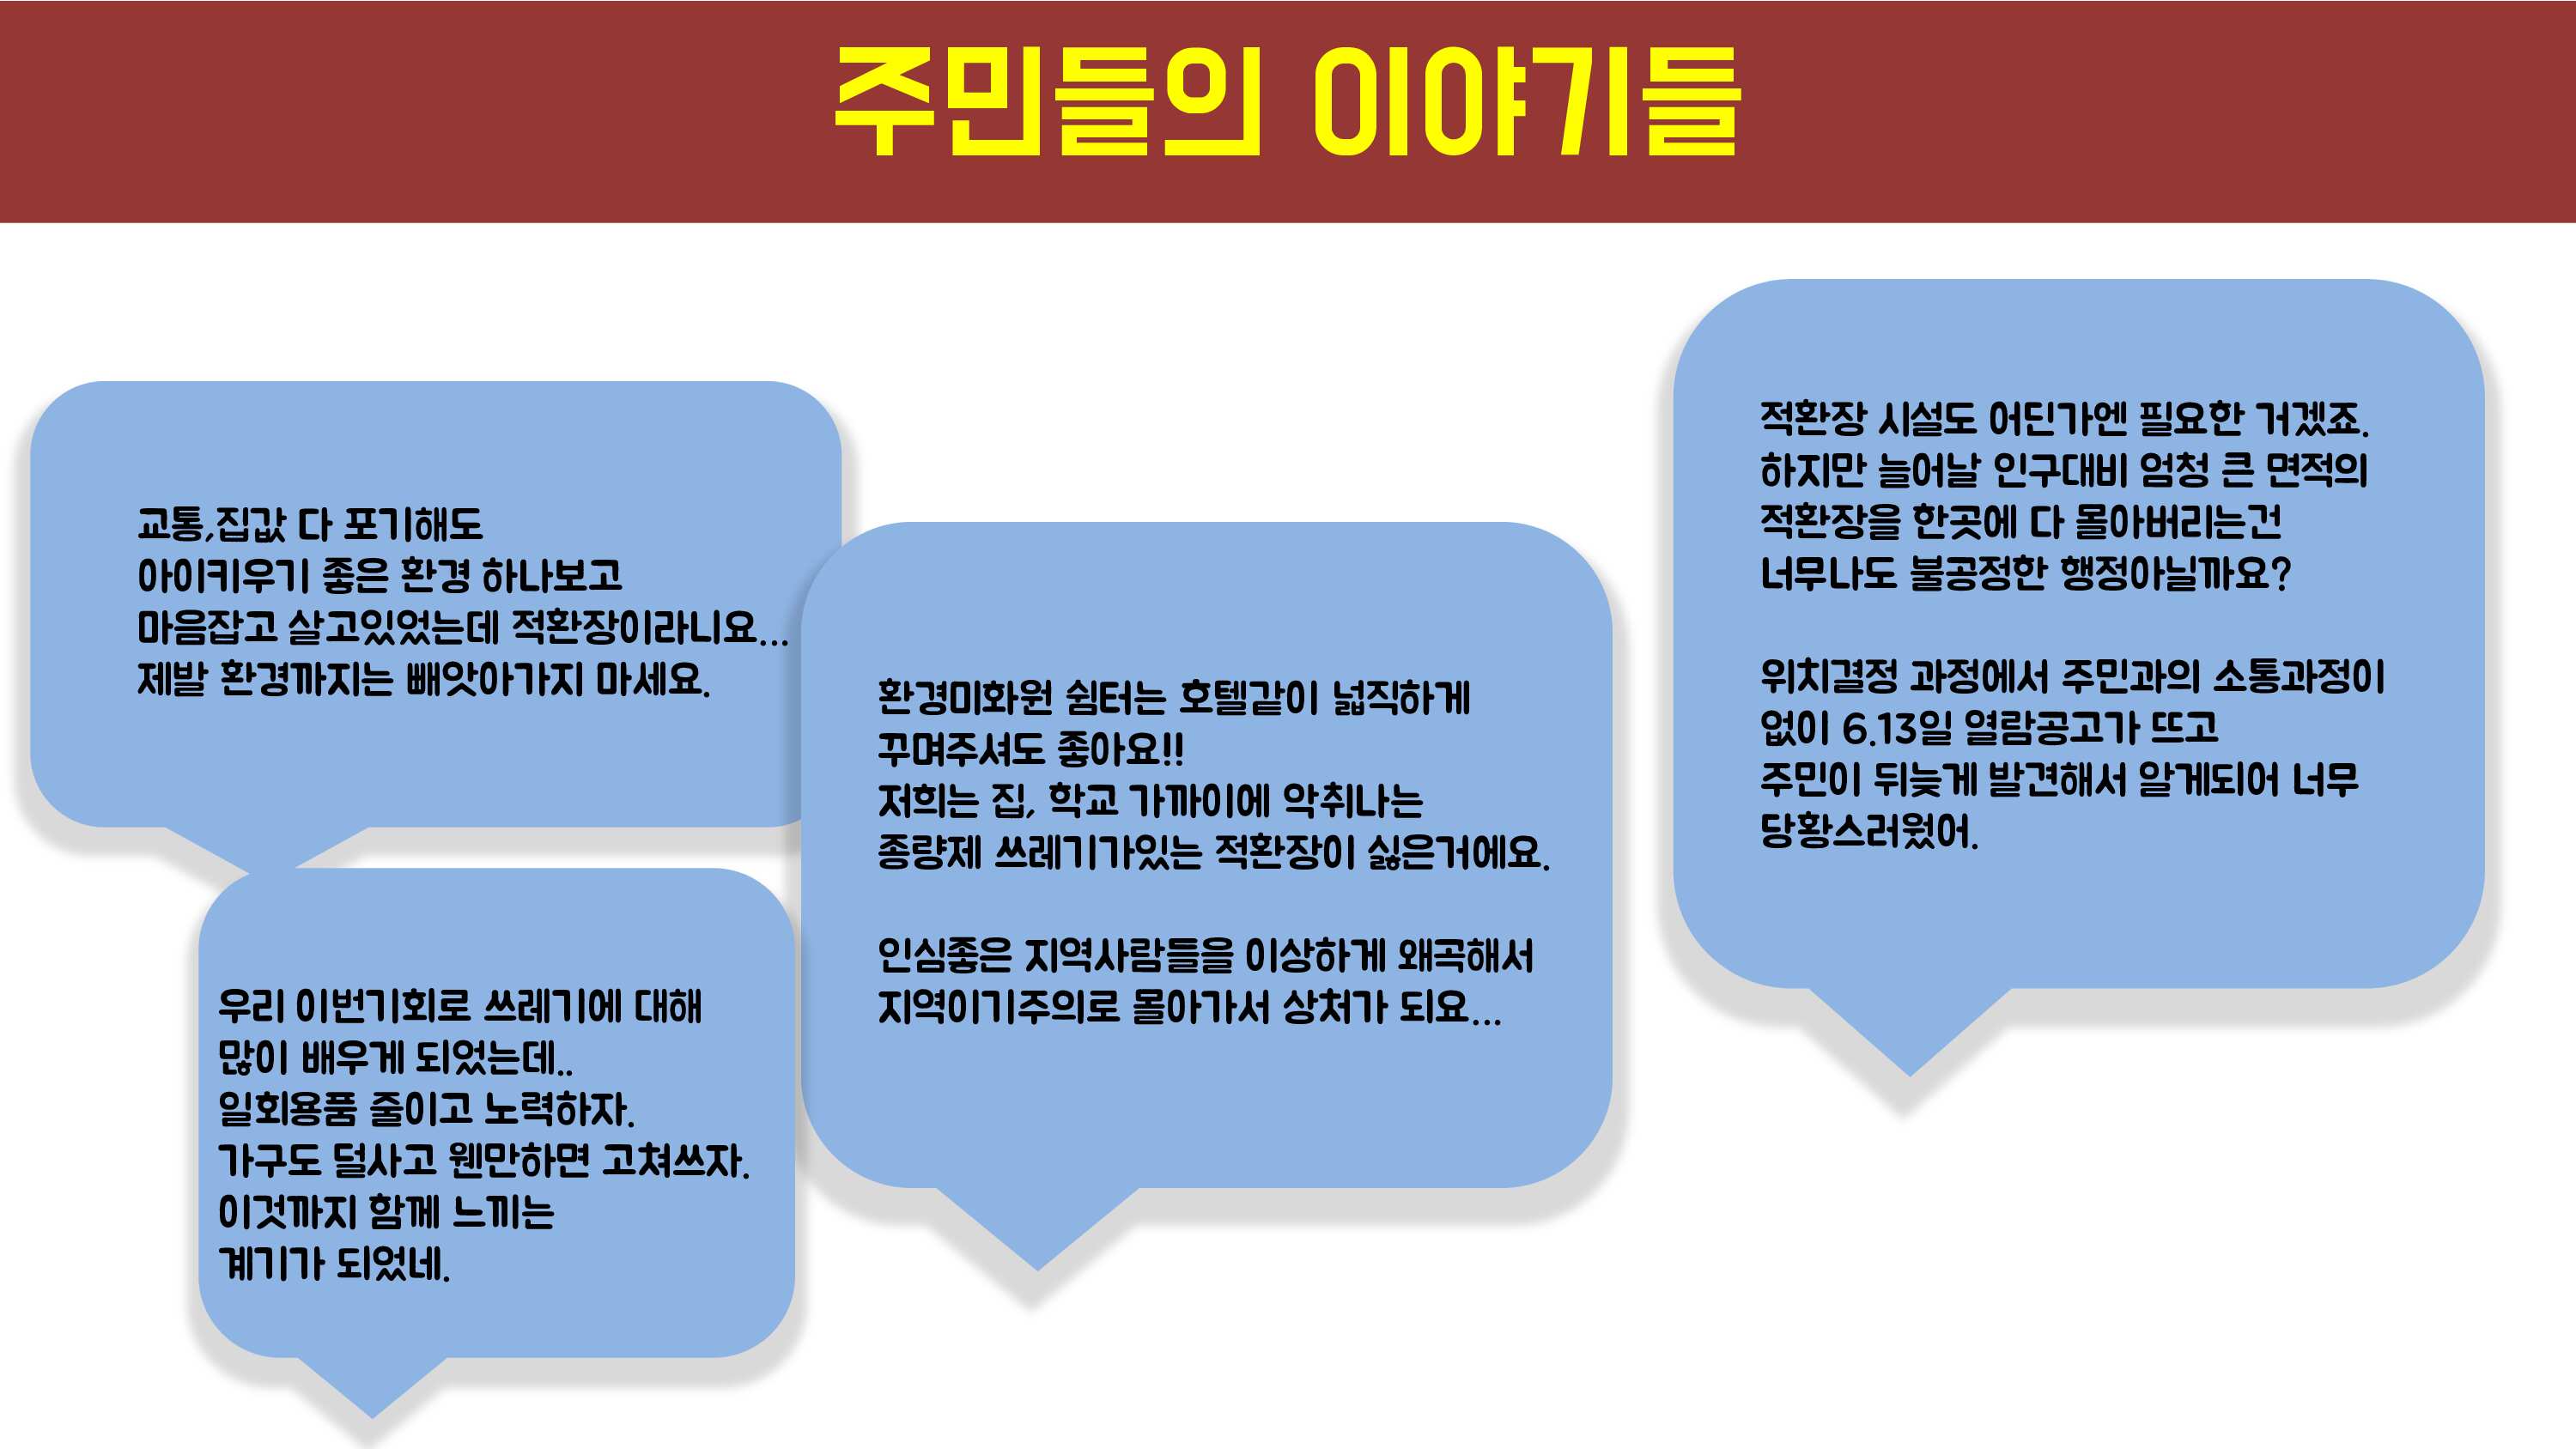 주민들의 이야기들
교통,집값 다 포기해도
아이키우기 좋은 환경 하나보고
마음잡고 살고있었는데 적환장이라니요...
제발 환경까지는 빼앗아가지 마세요.
우리 이번기회로 쓰레기에 대해
많이 배우게 되었는데..
일회용품 줄이고 노력하자.
가구도 덜사고 웬만하면 고쳐쓰자.
이것까지 함께 느끼는
계기가 되었네.
환경미화원 쉼터는 호텔같이 넓직하게
꾸며주셔도 좋아요!!
저희는 집, 학교 가까이에 악취나는
종량제 쓰레기가있는 적환장이 싫은거에요.
인심좋은 지역사람들을 이상하게 왜곡해서
지역이기주의로 몰아가서 상처가 되요...
적환장 시설도 어딘가엔 필요한 거겠죠.
하지만 늘어날 인구대비 엄청 큰 면적의
적환장을 한곳에 다 몰아버리는건
너무나도 불공정한 행정아닐까요?
위치결정 과정에서 주민과의 소통과정이
없이 6.13일 열람공고가 뜨고
주민이 뒤늦게 발견해서 알게되어 너무
당황스러웠어.